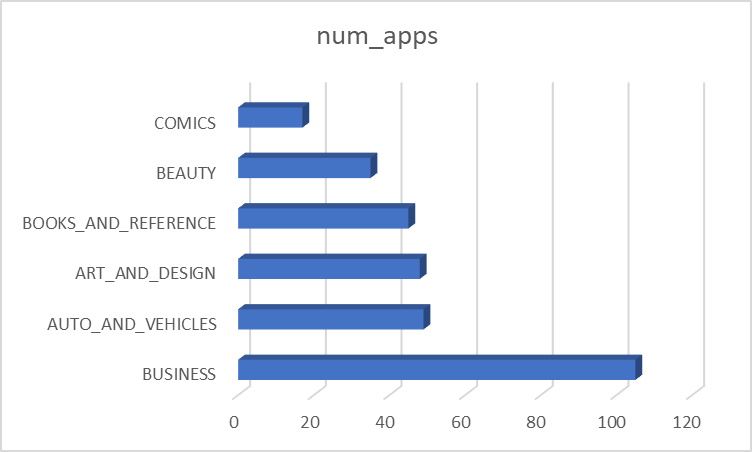 num_apps
COMICS
BEAUTY
BOOKS_AND_REFERENCE
ART_AND_DESIGN
AUTO_AND_VEHICLES
BUSINESS
0 20 40 60 80 100 120